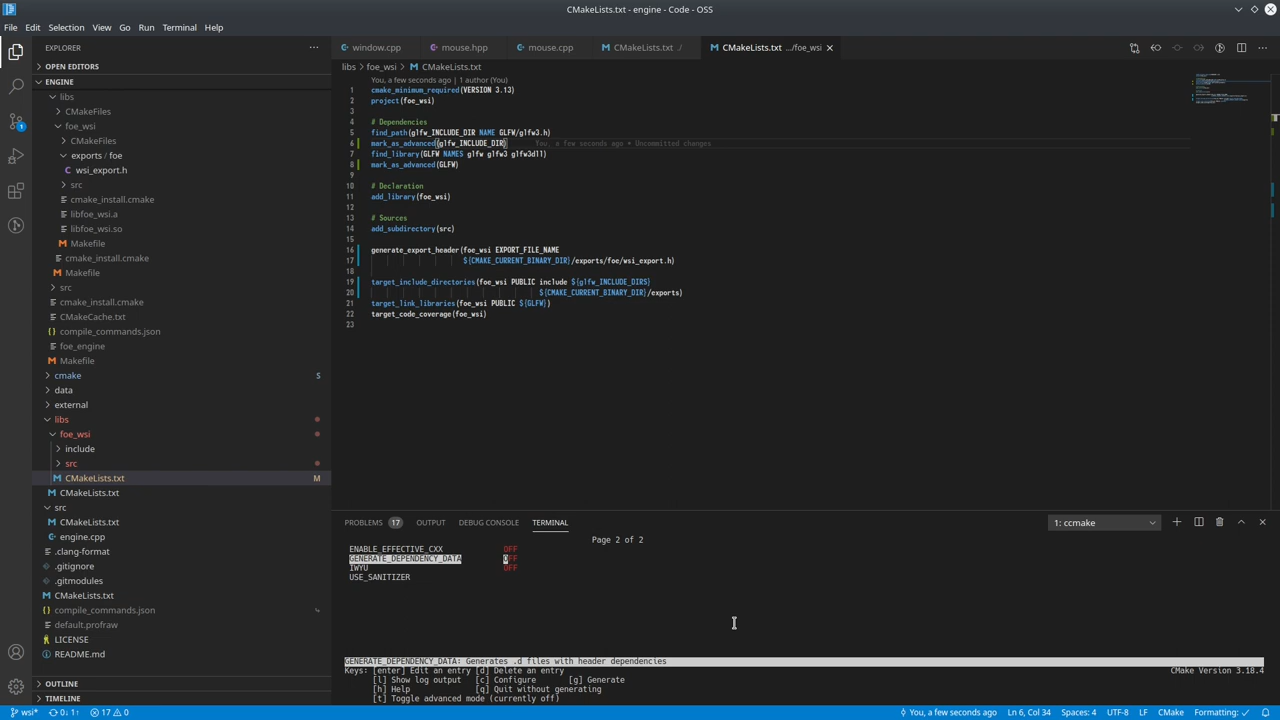 CMakeLists.txt - engine - Code - OSS
File Edit Selection View Go Run Terminal Help
EXPLORER
OPEN EDITORS
ENGINE
libs
CMakeFiles
foe_wsi
CMakeFiles
exports / foe
wsi_export.h
src
cmake_install.cmake
libfoe_wsi.a
libfoe_wsi.so
Makefile
cmake_install.cmake
Makefile
src
cmake_install.cmake
CMakeCache.txt
compile_commands.json
foe_engine
Makefile
cmake S
data
external
libs
foe_wsi
include
src
CMakeLists.txt M
CMakeLists.txt
src
CMakeLists.txt
engine.cpp
.clang-format
.gitignore
.gitmodules
CMakeLists.txt
compile_commands.json
default.profraw
LICENSE
README.md
OUTLINE
TIMELINE
window.cpp mouse.hpp mouse.cpp CMakeLists.txt ./ CMakeLists.txt .../foe_wsi
libs > foe_wsi > CMakeLists.txt
You, a few seconds ago | 1 author (You)
1 cmake_minimum_required(VERSION 3.13)
2 project(foe_wsi)
3
4 # Dependencies
5 find_path(glfw_INCLUDE_DIR NAME GLFW/glfw3.h)
6 mark_as_advanced(glfw_INCLUDE_DIR) You, a few seconds ago • Uncommitted changes
7 find_library(GLFW NAMES glfw glfw3 glfw3dll)
8 mark_as_advanced(GLFW)
9
10 # Declaration
11 add_library(foe_wsi)
12
13 # Sources
14 add_subdirectory(src)
15
16 generate_export_header(foe_wsi EXPORT_FILE_NAME
17 ${CMAKE_CURRENT_BINARY_DIR}/exports/foe/wsi_export.h)
18
19 target_include_directories(foe_wsi PUBLIC include ${glfw_INCLUDE_DIRS}
20 ${CMAKE_CURRENT_BINARY_DIR}/exports)
21 target_link_libraries(foe_wsi PUBLIC ${GLFW})
22 target_code_coverage(foe_wsi)
23
PROBLEMS 17 OUTPUT DEBUG CONSOLE TERMINAL 1: ccmake
Page 2 of 2
ENABLE_EFFECTIVE_CXX OFF
GENERATE_DEPENDENCY_DATA OFF
IWYU OFF
USE_SANITIZER
GENERATE_DEPENDENCY_DATA: Generates .d files with header dependencies
Keys: [enter] Edit an entry [d] Delete an entry CMake Version 3.18.4
[l] Show log output [c] Configure [g] Generate
[h] Help [q] Quit without generating
[t] Toggle advanced mode (currently off)
wsi* 0↓ 1↑ 17 0 You, a few seconds ago Ln 6, Col 34 Spaces: 4 UTF-8 LF CMake Formatting: ✓